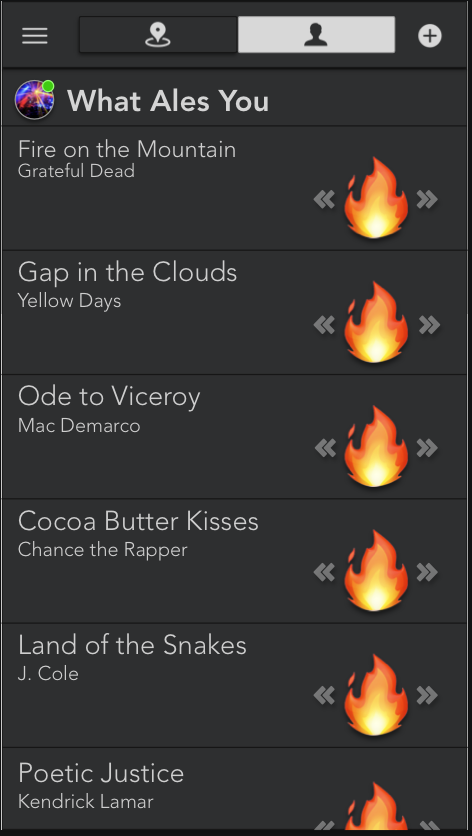 What Ales You
Fire on the Mountain
Grateful Dead
Gap in the Clouds
Yellow Days
Ode to Viceroy
Mac Demarco
Cocoa Butter Kisses
Chance the Rapper
Land of the Snakes
J. Cole
Poetic Justice
Kendrick Lamar